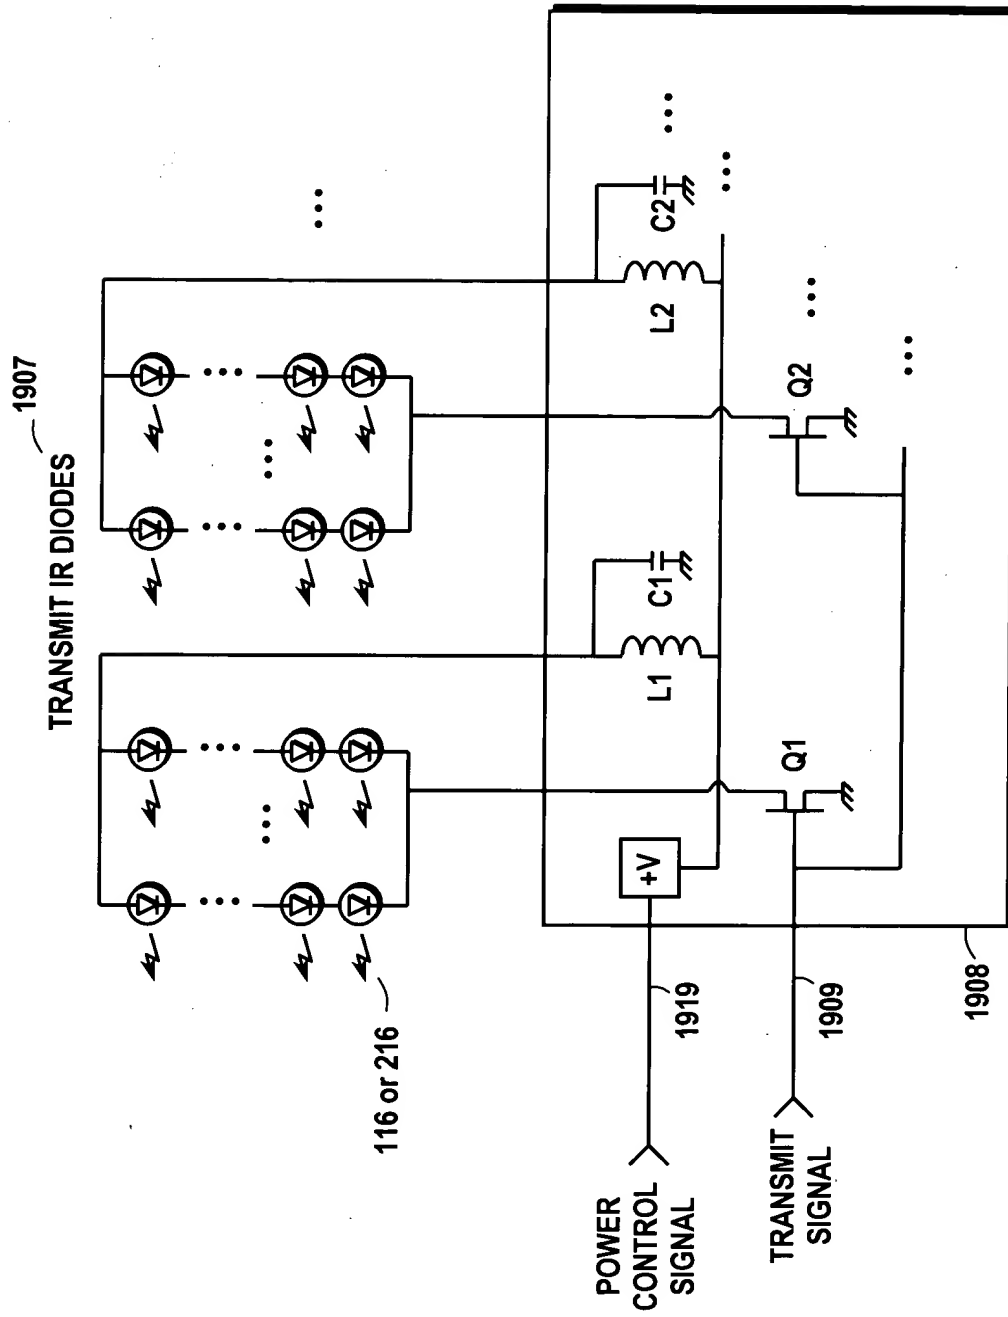 TRANSMIT IR DIODES
1907
116 or 216
POWER
CONTROL
SIGNAL
1919
+V
L1
C1
L2
C2
TRANSMIT
SIGNAL
1909
Q1
Q2
1908